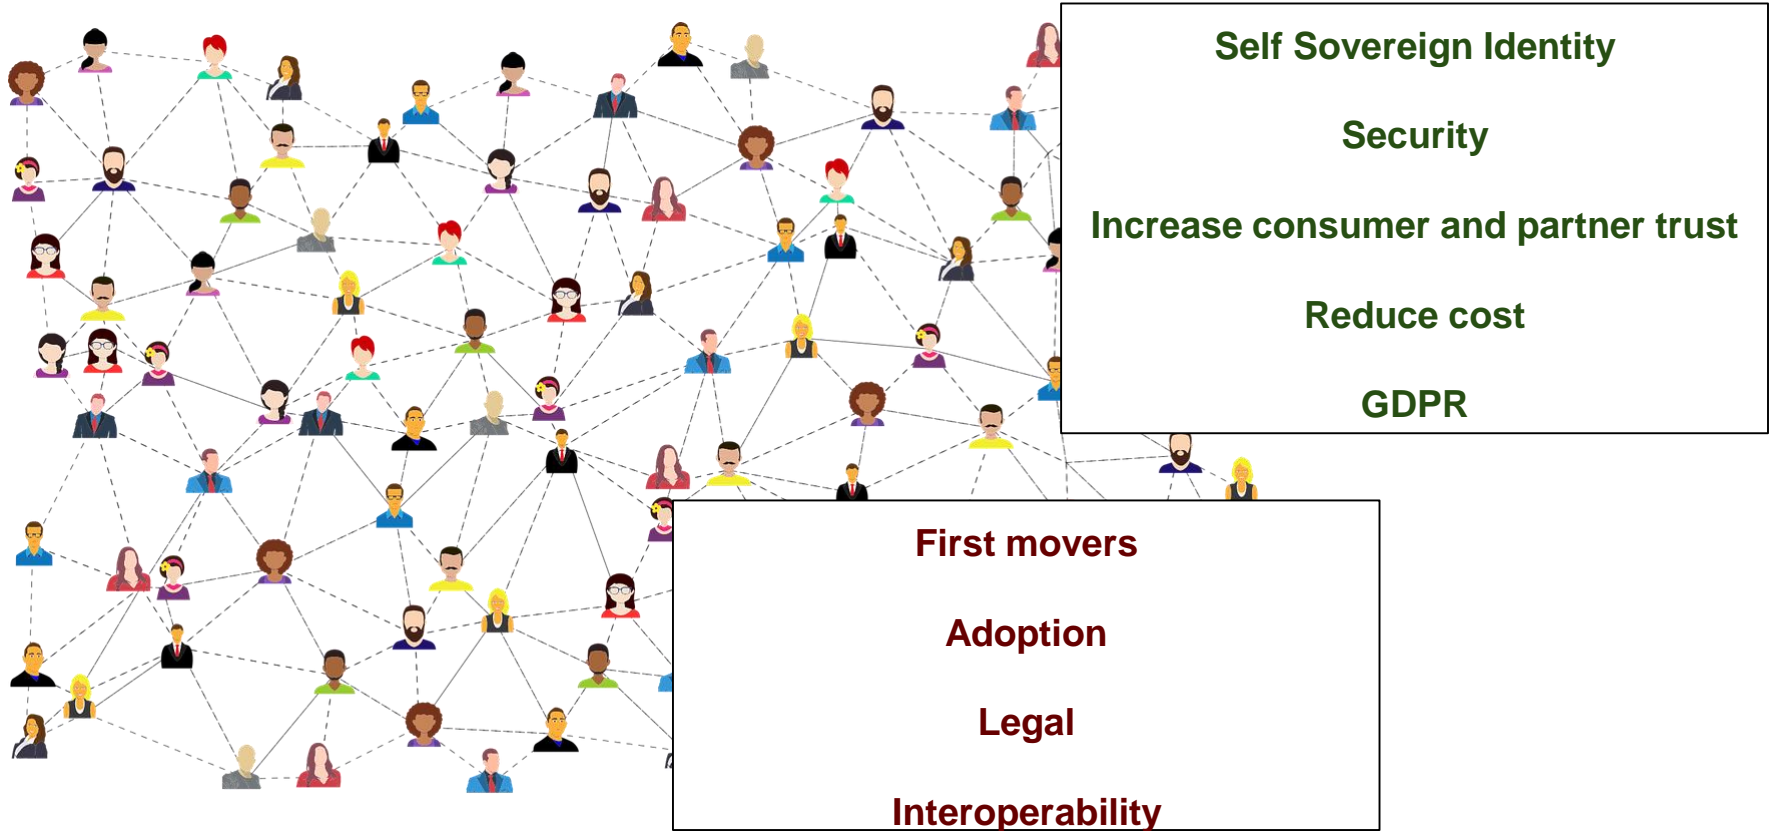 Self Sovereign Identity
Security
Increase consumer and partner trust
Reduce cost
GDPR
First movers
Adoption
Legal
Interoperability